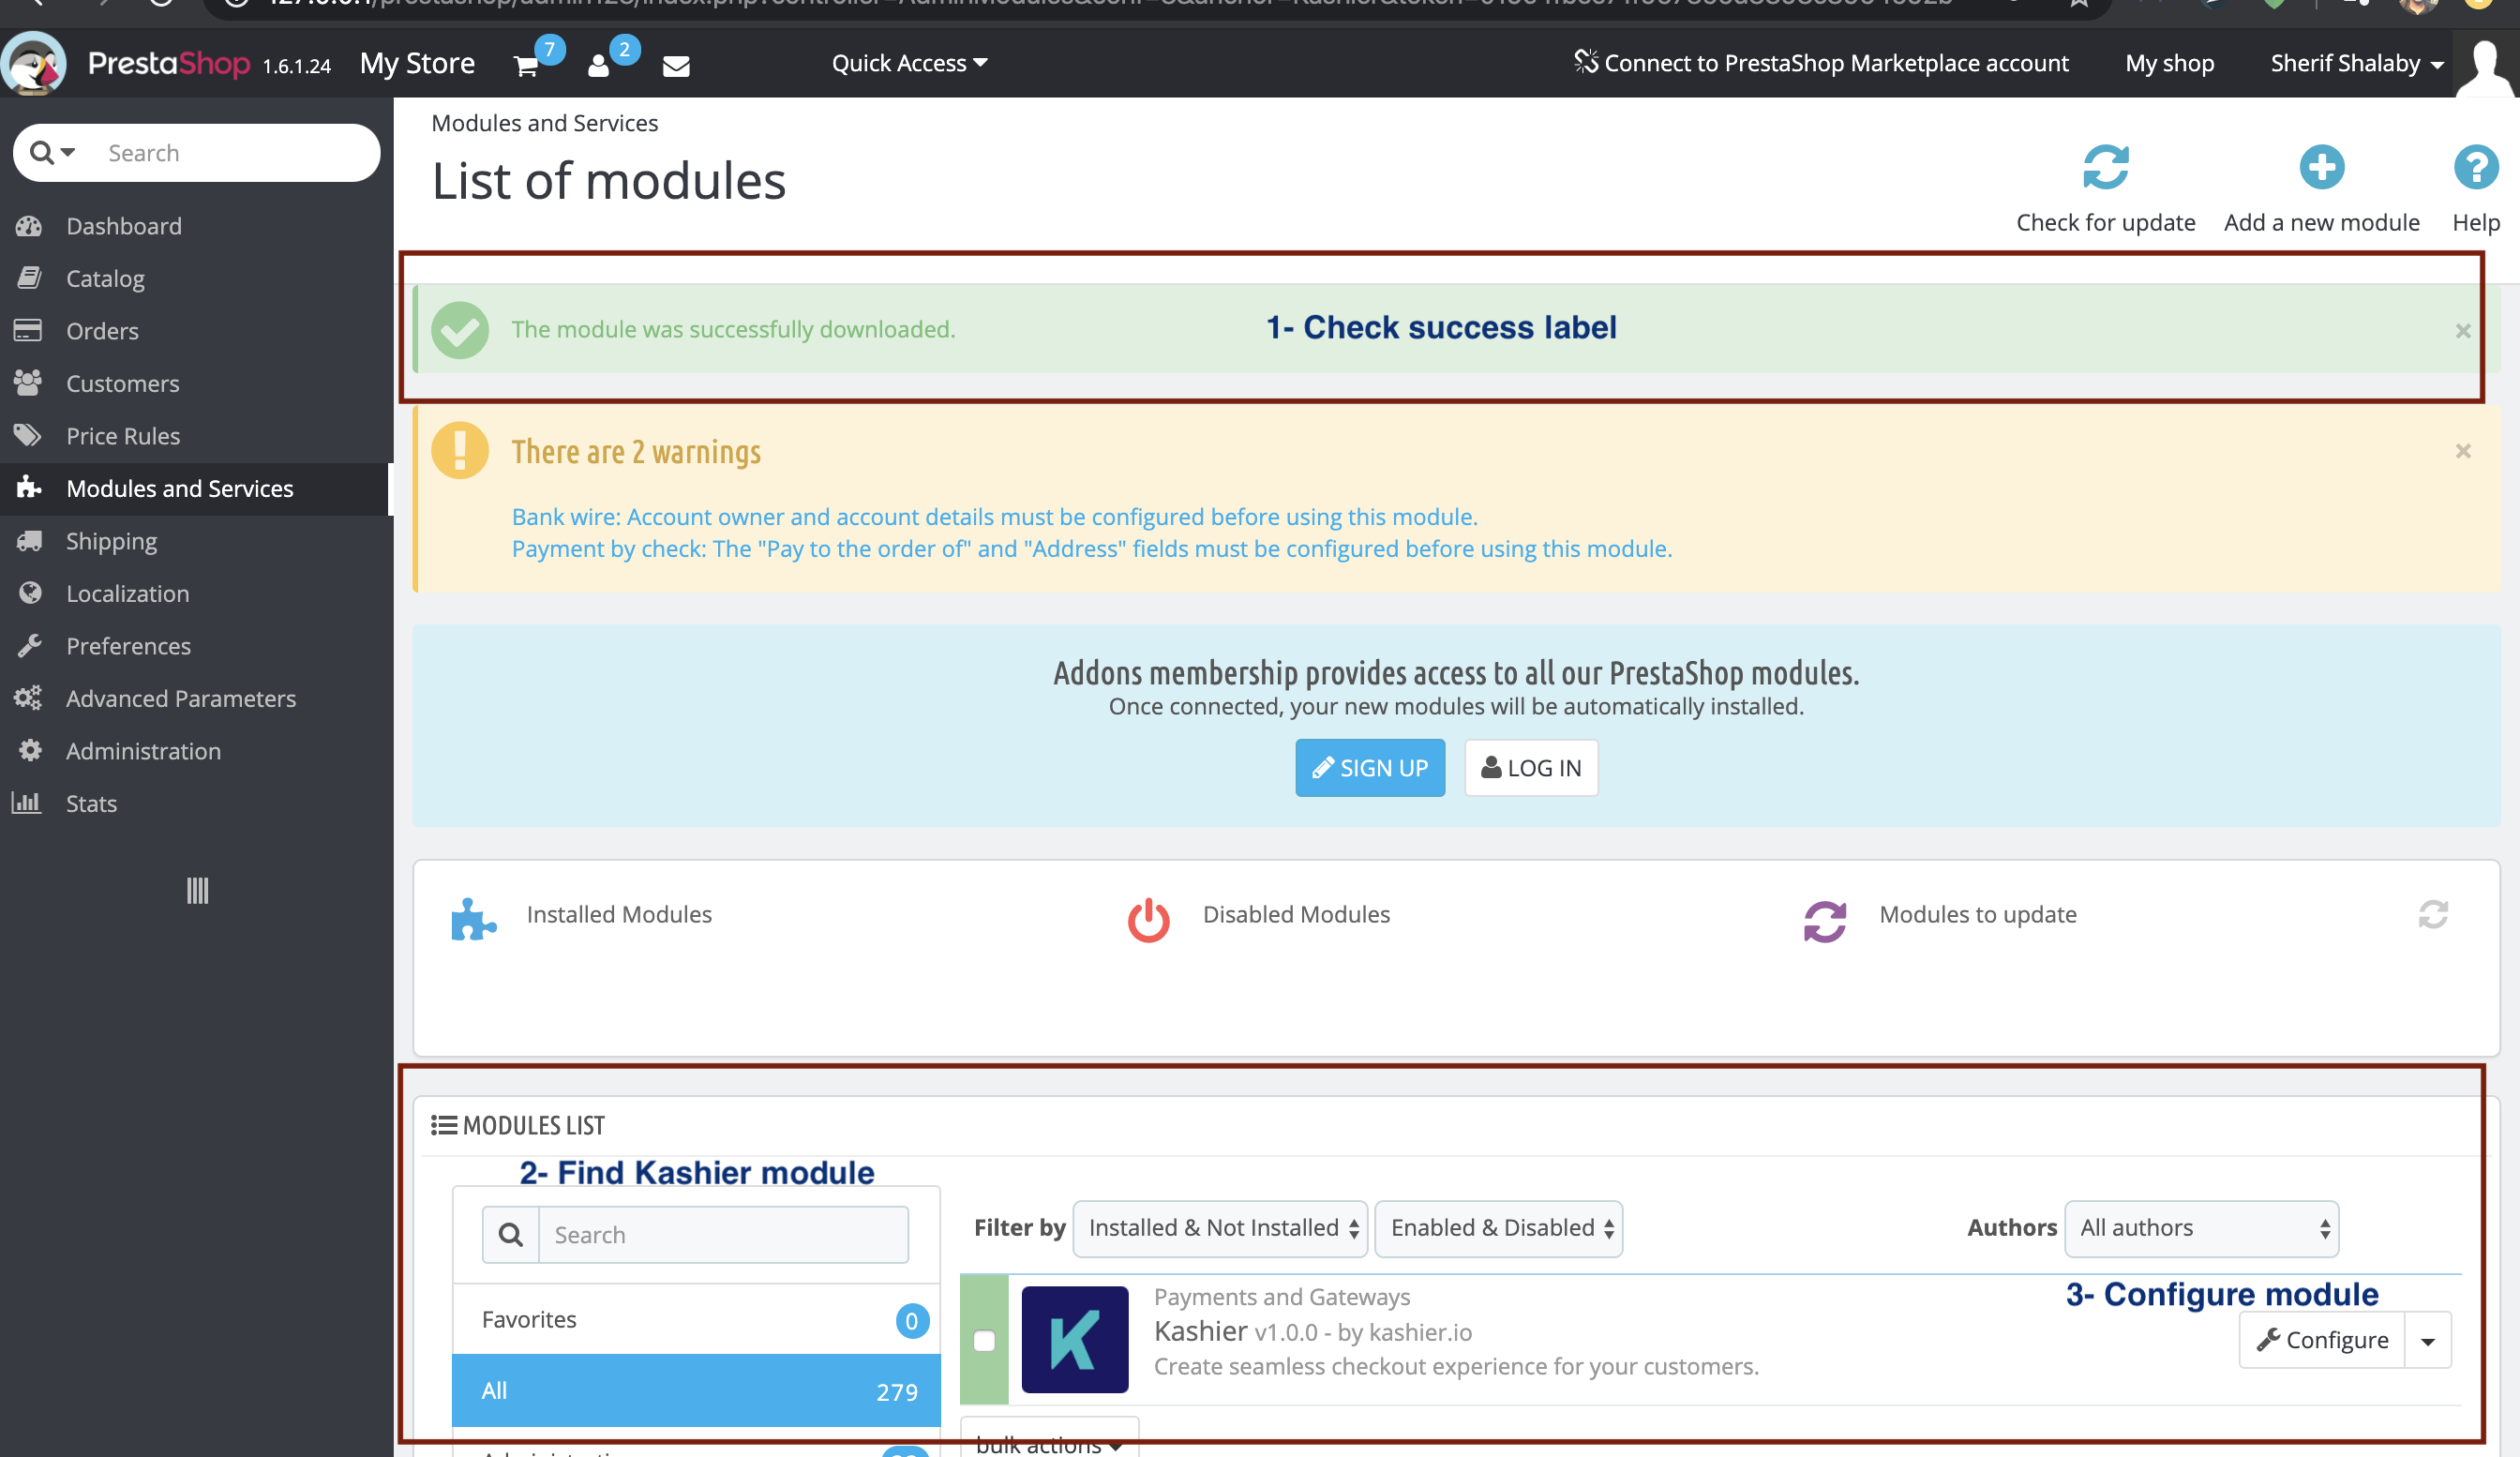 PrestaShop 1.6.1.24 My Store 7 2 Quick Access Connect to PrestaShop Marketplace account My shop Sherif Shalaby
Search
Dashboard
Catalog
Orders
Customers
Price Rules
Modules and Services
Shipping
Localization
Preferences
Advanced Parameters
Administration
Stats
Modules and Services
List of modules
Check for update Add a new module Help
The module was successfully downloaded. 1- Check success label ×
There are 2 warnings ×
Bank wire: Account owner and account details must be configured before using this module.
Payment by check: The "Pay to the order of" and "Address" fields must be configured before using this module.
Addons membership provides access to all our PrestaShop modules.
Once connected, your new modules will be automatically installed.
SIGN UP LOG IN
Installed Modules Disabled Modules Modules to update
MODULES LIST
2- Find Kashier module
Search
Favorites 0
All 279
Filter by Installed & Not Installed Enabled & Disabled Authors All authors
3- Configure module
Payments and Gateways
Kashier v1.0.0 - by kashier.io
Create seamless checkout experience for your customers.
Configure
bulk actions